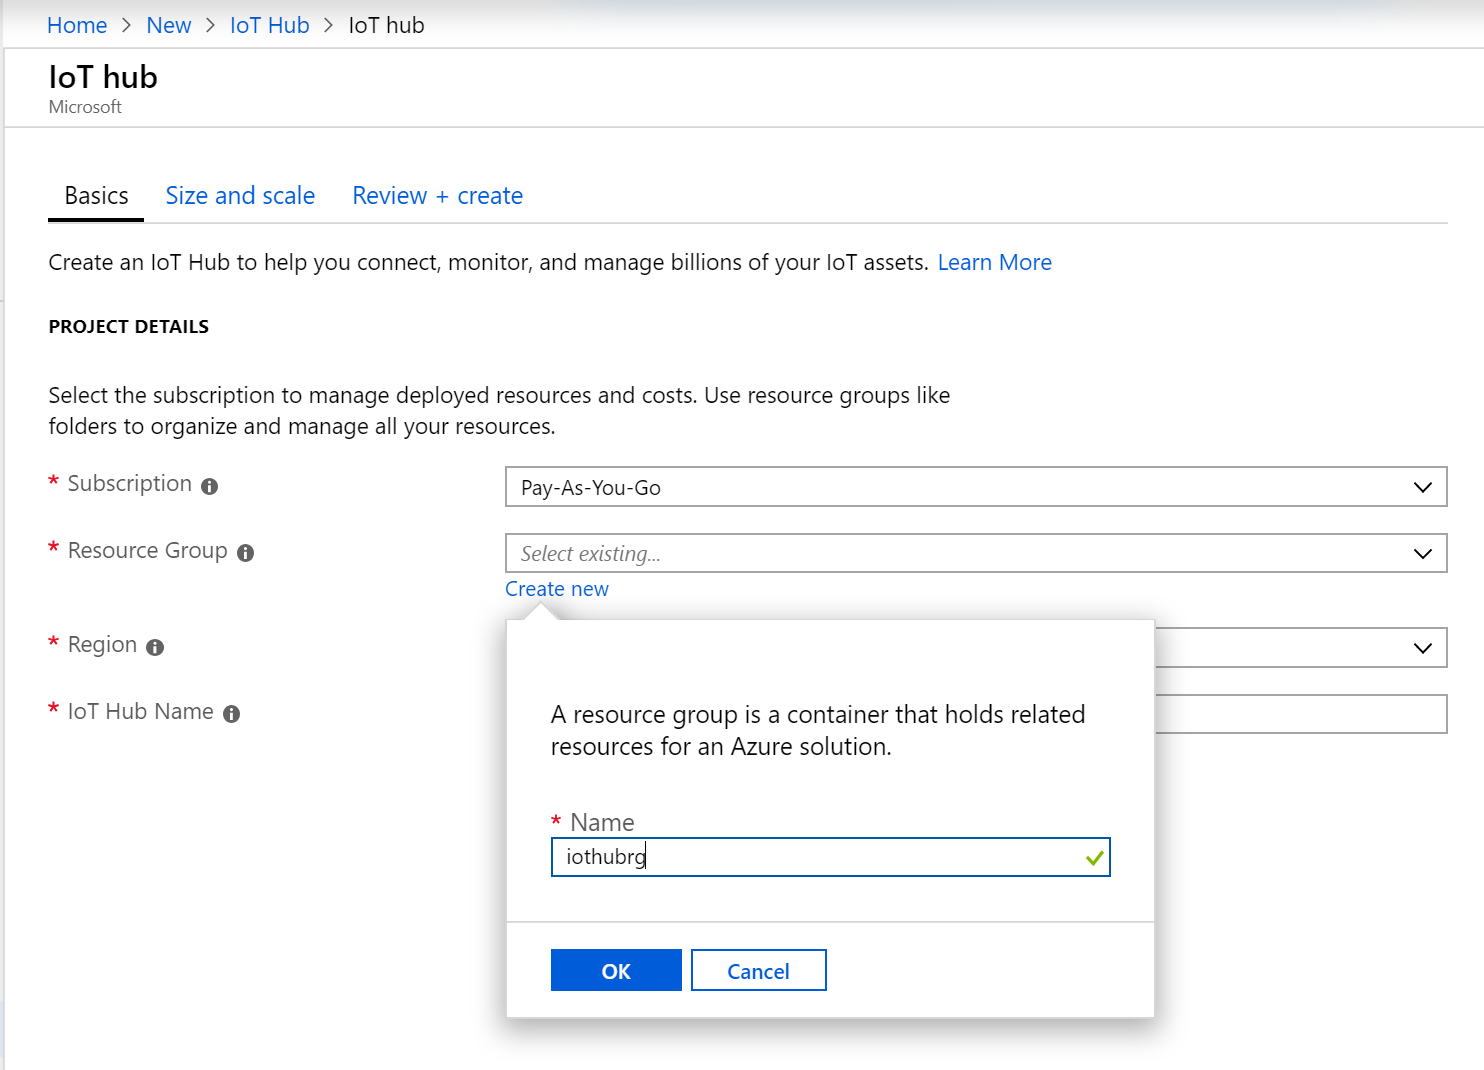 Home > New > IoT Hub > IoT hub
IoT hub
Microsoft
Basics Size and scale Review + create
Create an IoT Hub to help you connect, monitor, and manage billions of your IoT assets. Learn More
PROJECT DETAILS
Select the subscription to manage deployed resources and costs. Use resource groups like
folders to organize and manage all your resources.
* Subscription
Pay-As-You-Go
* Resource Group
Select existing...
Create new
* Region
* IoT Hub Name
A resource group is a container that holds related
resources for an Azure solution.
* Name
iothubrg
OK Cancel